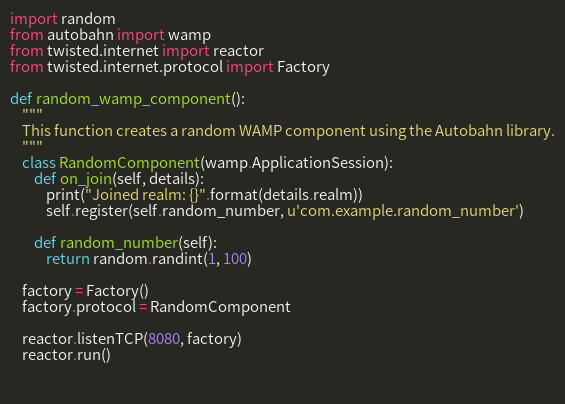 import random
from autobahn import wamp
from twisted.internet import reactor
from twisted.internet.protocol import Factory

def random_wamp_component():
    """
    This function creates a random WAMP component using the Autobahn library.
    """
    class RandomComponent(wamp.ApplicationSession):
        def on_join(self, details):
            print("Joined realm: {}".format(details.realm))
            self.register(self.random_number, u'com.example.random_number')

        def random_number(self):
            return random.randint(1, 100)

    factory = Factory()
    factory.protocol = RandomComponent

    reactor.listenTCP(8080, factory)
    reactor.run()